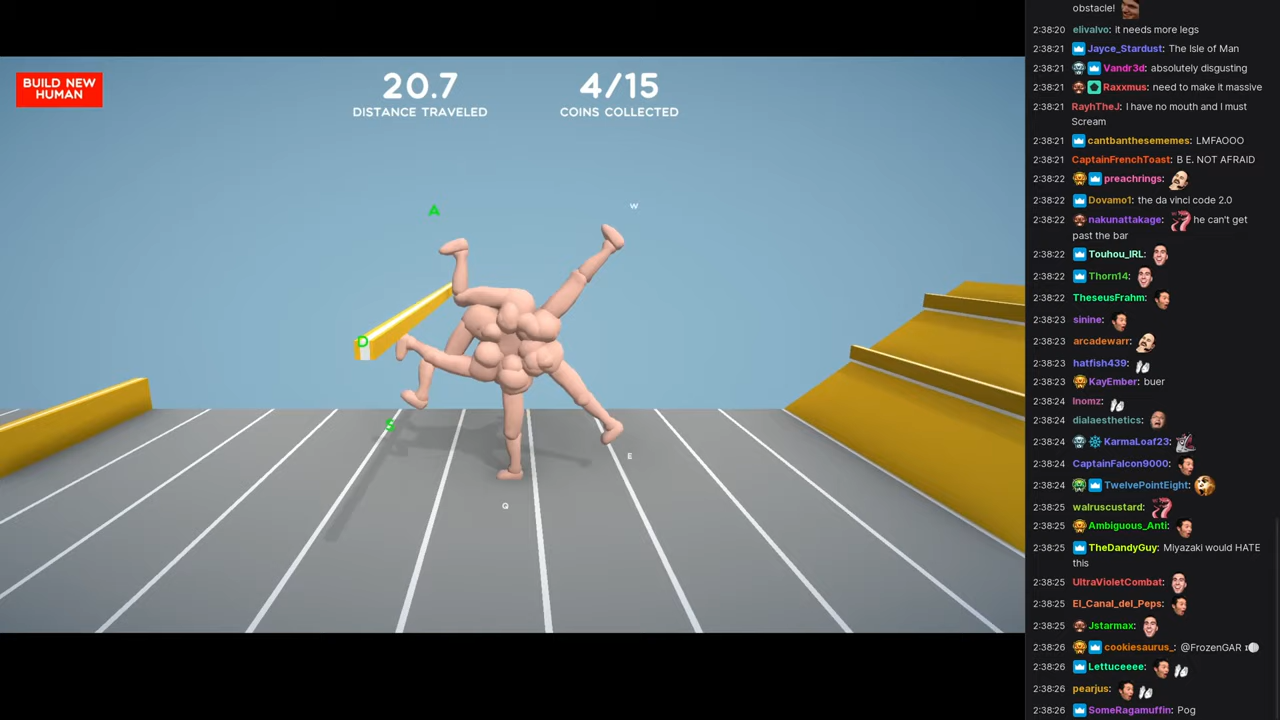 BUILD NEW
HUMAN
20.7
DISTANCE TRAVELED
4/15
COINS COLLECTED
A
W
D
S
E
Q
obstacle!
2:38:20 elivalvo: it needs more legs
2:38:21 Jayce_Stardust: The Isle of Man
2:38:21 Vandr3d: absolutely disgusting
2:38:21 Raxxmus: need to make it massive
2:38:21 RayhTheJ: I have no mouth and I must
Scream
2:38:21 cantbanthesememes: LMFAOOO
2:38:21 CaptainFrenchToast: B E. NOT AFRAID
2:38:22 preachrings:
2:38:22 Dovamo1: the da vinci code 2.0
2:38:22 nakunattakage: he can't get
past the bar
2:38:22 Touhou_IRL:
2:38:22 Thorn14:
2:38:22 TheseusFrahm:
2:38:23 sinine:
2:38:23 arcadewarr:
2:38:23 hatfish439:
2:38:23 KayEmber: buer
2:38:24 lnomz:
2:38:24 dialaesthetics:
2:38:24 KarmaLoaf23:
2:38:24 CaptainFalcon9000:
2:38:24 TwelvePointEight:
2:38:25 walruscustard:
2:38:25 Ambiguous_Anti:
2:38:25 TheDandyGuy: Miyazaki would HATE
this
2:38:25 UltraVioletCombat:
2:38:25 El_Canal_del_Peps:
2:38:25 Jstarmax:
2:38:26 cookiesaurus_: @FrozenGAR
2:38:26 Lettuceeee:
2:38:26 pearjus:
2:38:26 SomeRagamuffin: Pog